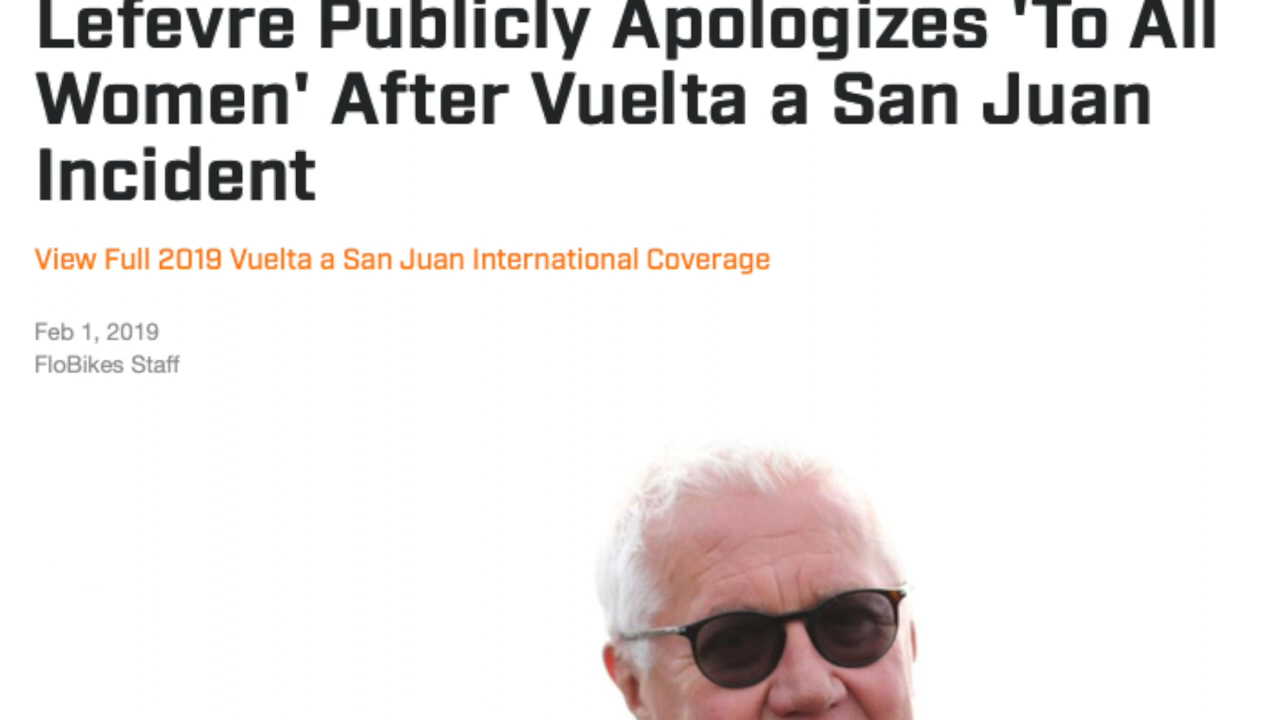 Lefevre Publicly Apologizes 'To All
Women' After Vuelta a San Juan
Incident
View Full 2019 Vuelta a San Juan International Coverage
Feb 1, 2019
FloBikes Staff